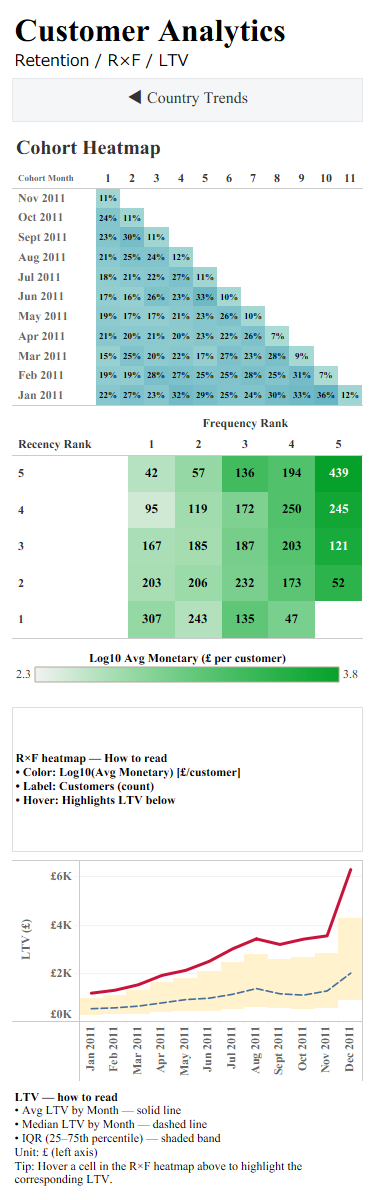 Customer Analytics
Retention / R×F / LTV
◀ Country Trends
Cohort Heatmap
Cohort Month 1 2 3 4 5 6 7 8 9 10 11
Nov 2011 11%
Oct 2011 24% 11%
Sept 2011 23% 30% 11%
Aug 2011 21% 25% 24% 12%
Jul 2011 18% 21% 22% 27% 11%
Jun 2011 17% 16% 26% 23% 33% 10%
May 2011 19% 17% 17% 21% 23% 26% 10%
Apr 2011 21% 20% 21% 20% 23% 22% 26% 7%
Mar 2011 15% 25% 20% 22% 17% 27% 23% 28% 9%
Feb 2011 19% 19% 28% 27% 25% 25% 28% 25% 31% 7%
Jan 2011 22% 27% 23% 32% 29% 25% 24% 30% 33% 36% 12%
Frequency Rank
Recency Rank 1 2 3 4 5
5 42 57 136 194 439
4 95 119 172 250 245
3 167 185 187 203 121
2 203 206 232 173 52
1 307 243 135 47
Log10 Avg Monetary (£ per customer)
2.3 3.8
R×F heatmap — How to read
• Color: Log10(Avg Monetary) [£/customer]
• Label: Customers (count)
• Hover: Highlights LTV below
LTV (£)
£6K
£4K
£2K
£0K
Jan 2011 Feb 2011 Mar 2011 Apr 2011 May 2011 Jun 2011 Jul 2011 Aug 2011 Sept 2011 Oct 2011 Nov 2011 Dec 2011
LTV — how to read
• Avg LTV by Month — solid line
• Median LTV by Month — dashed line
• IQR (25–75th percentile) — shaded band
Unit: £ (left axis)
Tip: Hover a cell in the R×F heatmap above to highlight the
corresponding LTV.